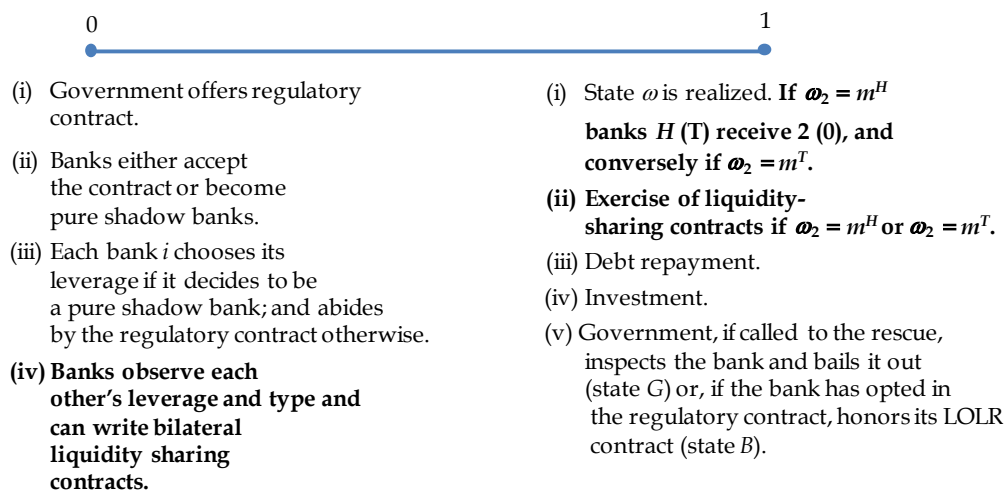 0
1
(i) Government offers regulatory
contract.
(ii) Banks either accept
the contract or become
pure shadow banks.
(iii) Each bank i chooses its
leverage if it decides to be
a pure shadow bank; and abides
by the regulatory contract otherwise.
(iv) Banks observe each
other's leverage and type and
can write bilateral
liquidity sharing
contracts.
(i) State ω is realized. If ω₂ = mᴴ
banks H (T) receive 2 (0), and
conversely if ω₂ = mᵀ.
(ii) Exercise of liquidity-
sharing contracts if ω₂ = mᴴ or ω₂ = mᵀ.
(iii) Debt repayment.
(iv) Investment.
(v) Government, if called to the rescue,
inspects the bank and bails it out
(state G) or, if the bank has opted in
the regulatory contract, honors its LOLR
contract (state B).